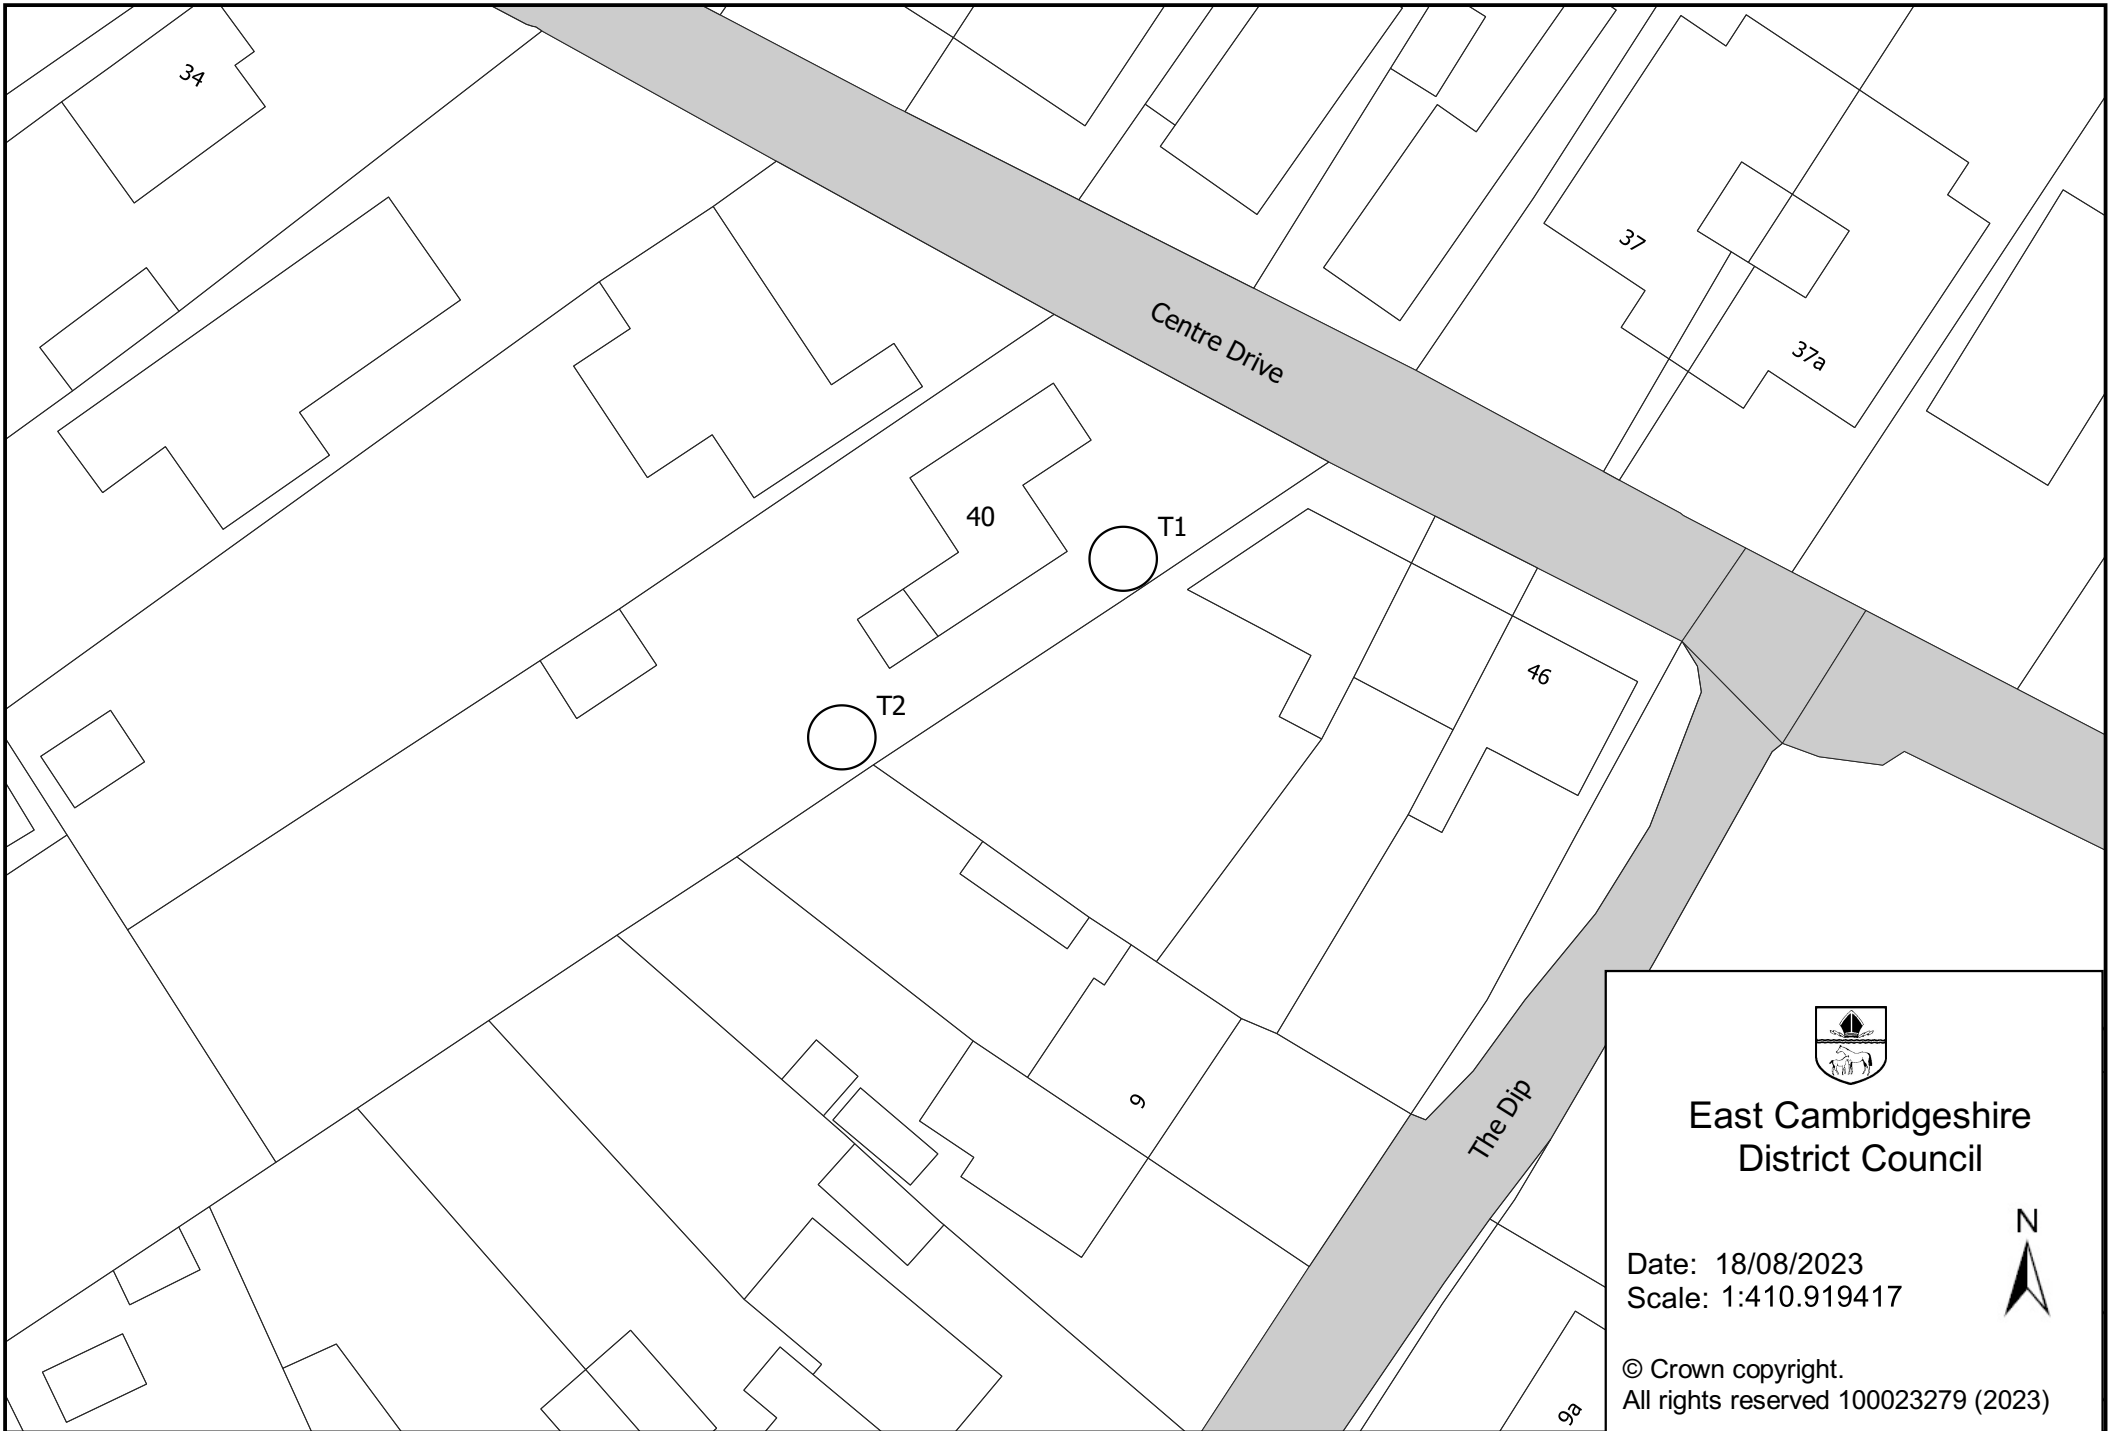 34
37
Centre Drive
37a
40
T1
46
T2
9
The Dip
East Cambridgeshire
District Council
N
Date: 18/08/2023
Scale: 1:410.919417
© Crown copyright.
All rights reserved 100023279 (2023)
9a